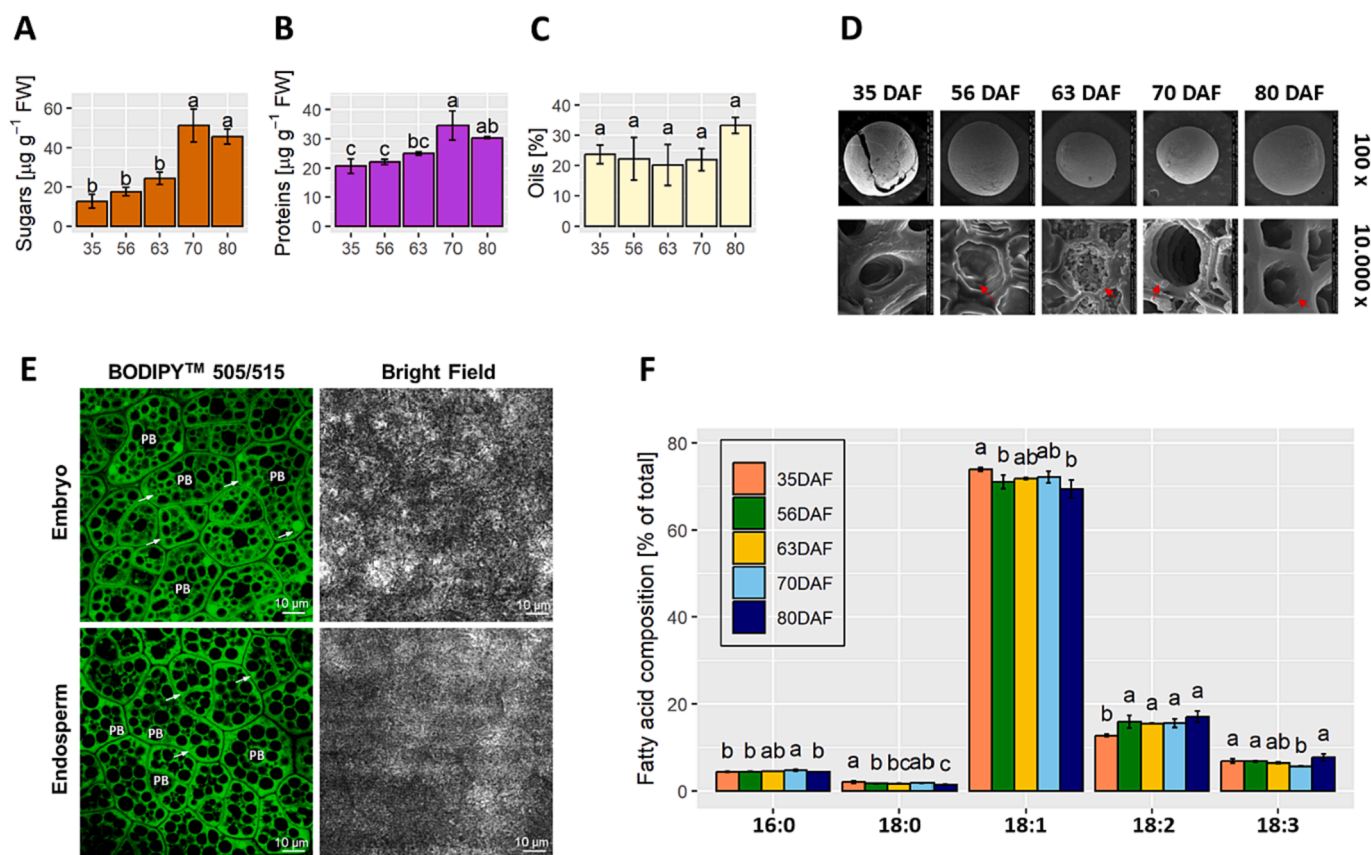 A
B
C
D
Sugars [µg g⁻¹ FW]
0
20
40
60
b
b
b
a
a
35 56 63 70 80
Proteins [µg g⁻¹ FW]
0
10
20
30
40
c
c
bc
a
ab
35 56 63 70 80
Oils [%]
0
10
20
30
40
a
a
a
a
a
35 56 63 70 80
35 DAF 56 DAF 63 DAF 70 DAF 80 DAF
100 x
10.000 x
E
BODIPY™ 505/515 Bright Field
Embryo
PB
PB
PB
PB
10 µm
10 µm
Endosperm
PB
PB
PB
PB
10 µm
10 µm
F
Fatty acid composition [% of total]
80
60
40
20
0
35DAF
56DAF
63DAF
70DAF
80DAF
b b ab a b
a b bc ab c
a b ab ab b
b a a a a
a a ab b a
16:0 18:0 18:1 18:2 18:3